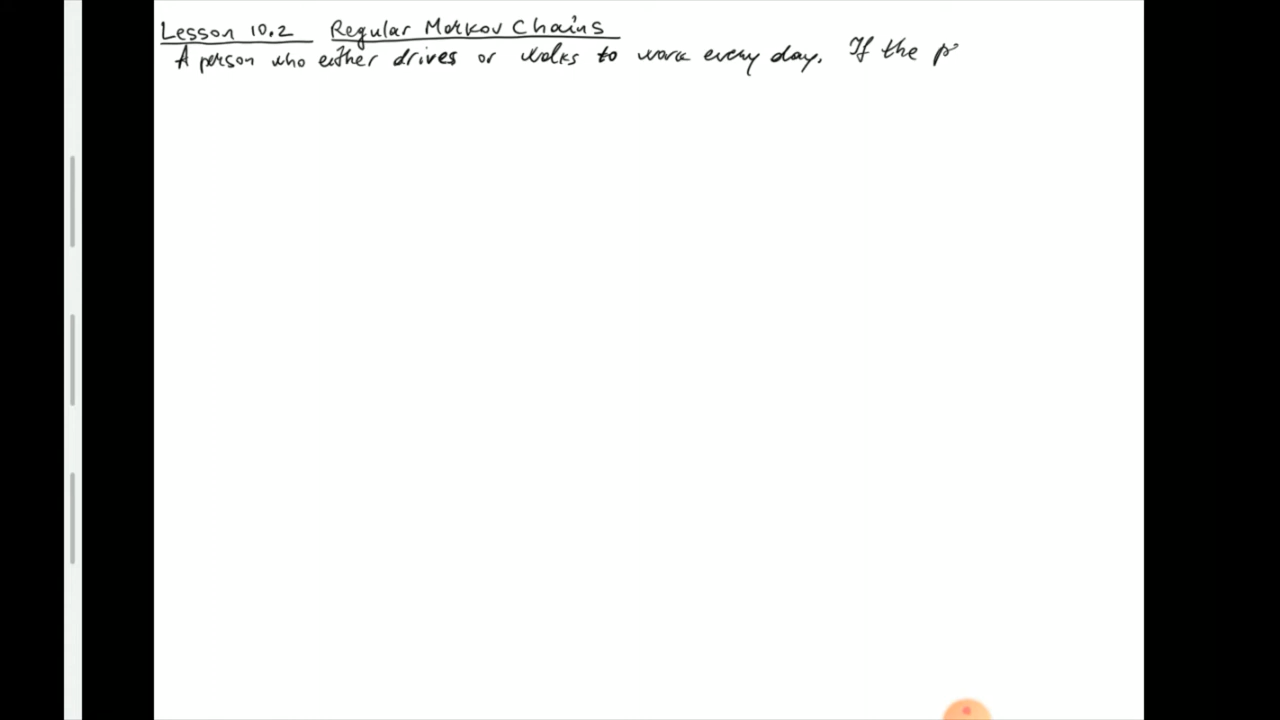 Lesson 10.2 Regular Markov Chains
A person who either drives or walks to work every day. If the p